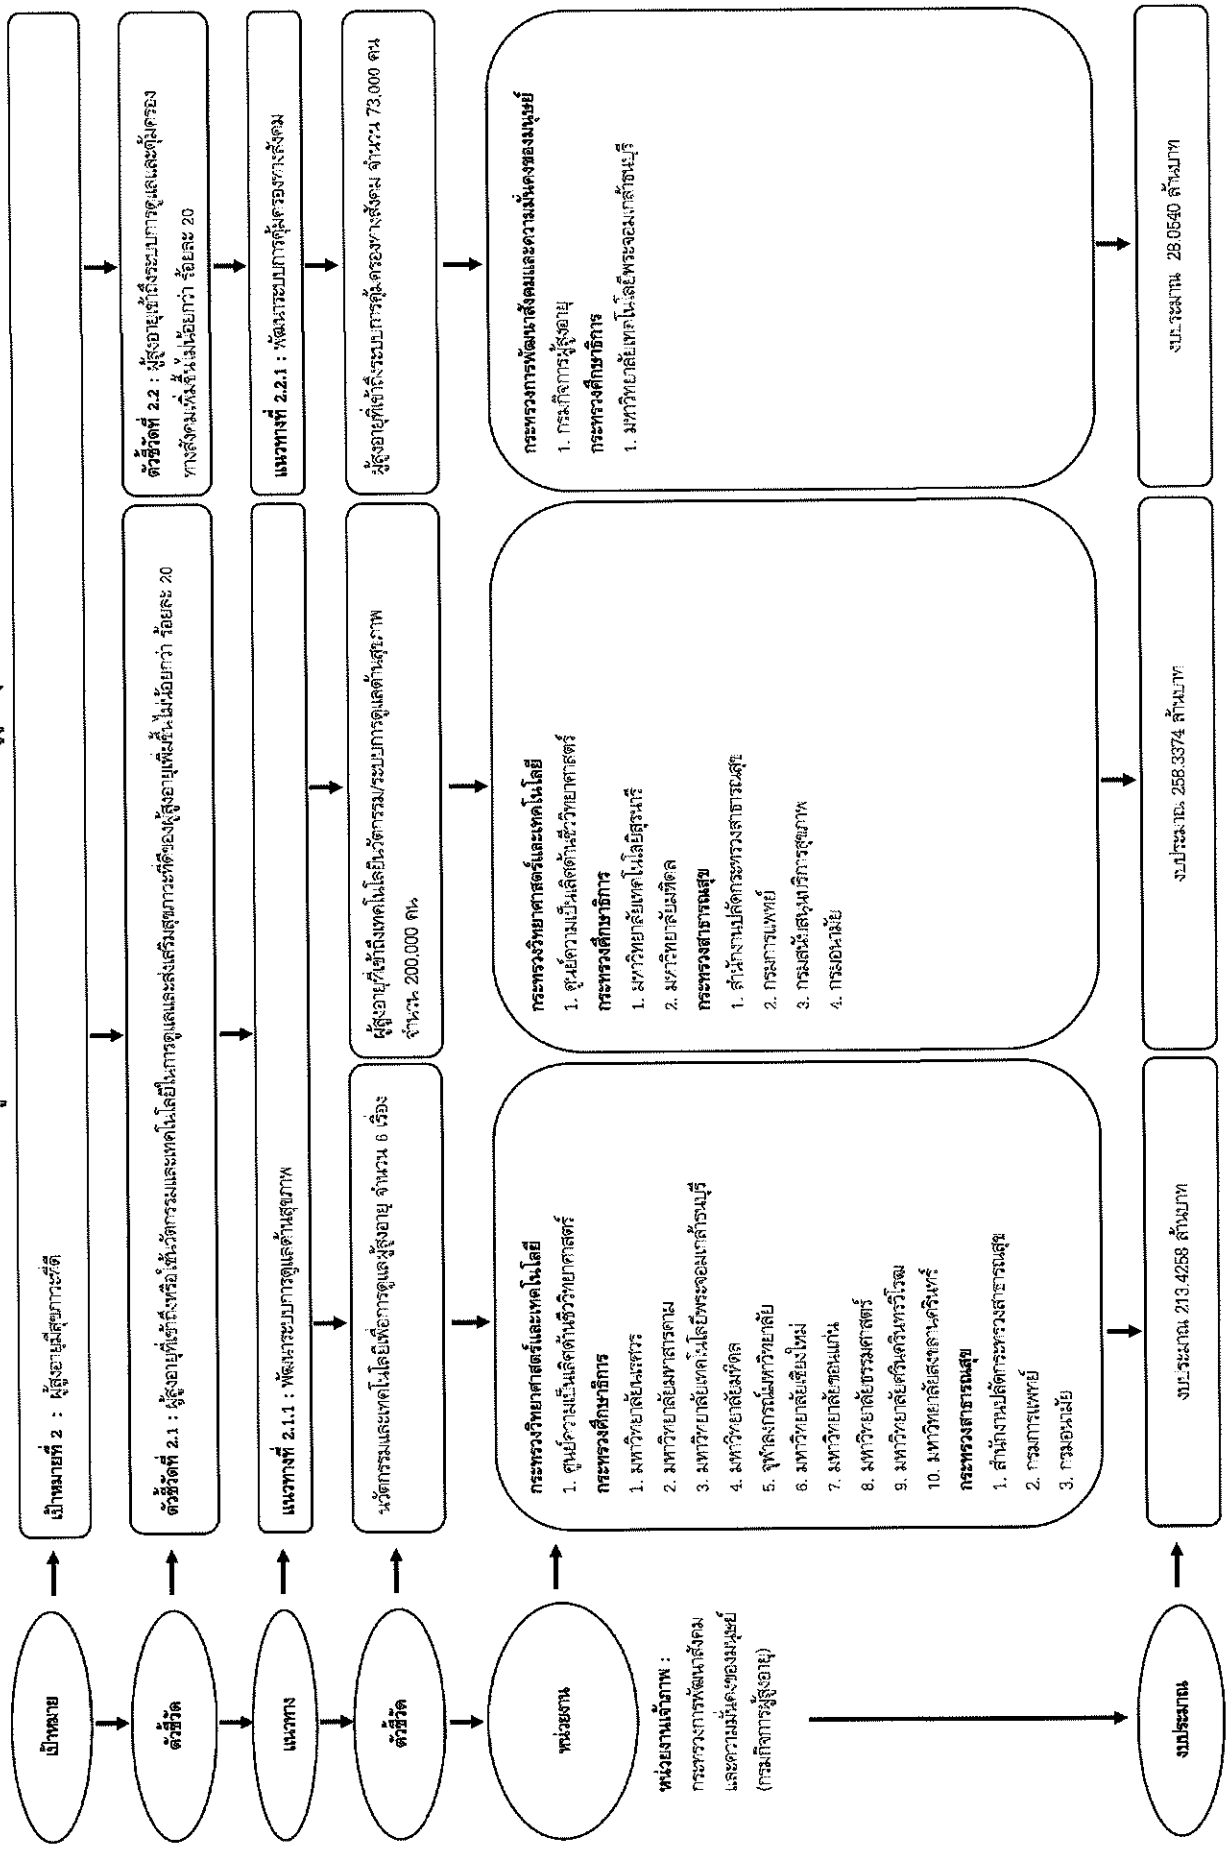 เป้าหมาย
เป้าหมายที่ 2 : ผู้สูงอายุมีสุขภาวะที่ดี
ตัวชี้วัด
ตัวชี้วัดที่ 2.1 : ผู้สูงอายุที่เข้าถึงหรือใช้นวัตกรรมและเทคโนโลยีในการดูแลและส่งเสริมสุขภาวะที่ดีของผู้สูงอายุเพิ่มขึ้นไม่น้อยกว่า ร้อยละ 20
ตัวชี้วัดที่ 2.2 : ผู้สูงอายุเข้าถึงระบบการดูแลและคุ้มครอง
ทางสังคมเพิ่มขึ้นไม่น้อยกว่า ร้อยละ 20
แนวทาง
แนวทางที่ 2.1.1 : พัฒนาระบบการดูแลด้านสุขภาพ
แนวทางที่ 2.2.1 : พัฒนาระบบการคุ้มครองทางสังคม
ตัวชี้วัด
นวัตกรรมและเทคโนโลยีเพื่อการดูแลผู้สูงอายุ จำนวน 6 เรื่อง
ผู้สูงอายุที่เข้าถึงเทคโนโลยีนวัตกรรม/ระบบการดูแลด้านสุขภาพ
จำนวน 200,000 คน
ผู้สูงอายุที่เข้าถึงระบบการคุ้มครองทางสังคม จำนวน 73,000 คน
หน่วยงาน
หน่วยงานเจ้าภาพ :
กระทรวงการพัฒนาสังคม
และความมั่นคงของมนุษย์
(กรมกิจการผู้สูงอายุ)
กระทรวงวิทยาศาสตร์และเทคโนโลยี
1. ศูนย์ความเป็นเลิศด้านชีววิทยาศาสตร์
กระทรวงศึกษาธิการ
1. มหาวิทยาลัยนเรศวร
2. มหาวิทยาลัยมหาสารคาม
3. มหาวิทยาลัยเทคโนโลยีพระจอมเกล้าธนบุรี
4. มหาวิทยาลัยมหิดล
5. จุฬาลงกรณ์มหาวิทยาลัย
6. มหาวิทยาลัยเชียงใหม่
7. มหาวิทยาลัยขอนแก่น
8. มหาวิทยาลัยธรรมศาสตร์
9. มหาวิทยาลัยศรีนครินทรวิโรฒ
10. มหาวิทยาลัยสงขลานครินทร์
กระทรวงสาธารณสุข
1. สำนักงานปลัดกระทรวงสาธารณสุข
2. กรมการแพทย์
3. กรมอนามัย
กระทรวงวิทยาศาสตร์และเทคโนโลยี
1. ศูนย์ความเป็นเลิศด้านชีววิทยาศาสตร์
กระทรวงศึกษาธิการ
1. มหาวิทยาลัยเทคโนโลยีสุรนารี
2. มหาวิทยาลัยมหิดล
กระทรวงสาธารณสุข
1. สำนักงานปลัดกระทรวงสาธารณสุข
2. กรมการแพทย์
3. กรมสนับสนุนบริการสุขภาพ
4. กรมอนามัย
กระทรวงการพัฒนาสังคมและความมั่นคงของมนุษย์
1. กรมกิจการผู้สูงอายุ
กระทรวงศึกษาธิการ
1. มหาวิทยาลัยเทคโนโลยีพระจอมเกล้าธนบุรี
งบประมาณ
งบประมาณ 213.4258 ล้านบาท
งบประมาณ 258.3374 ล้านบาท
งบประมาณ 28.0540 ล้านบาท